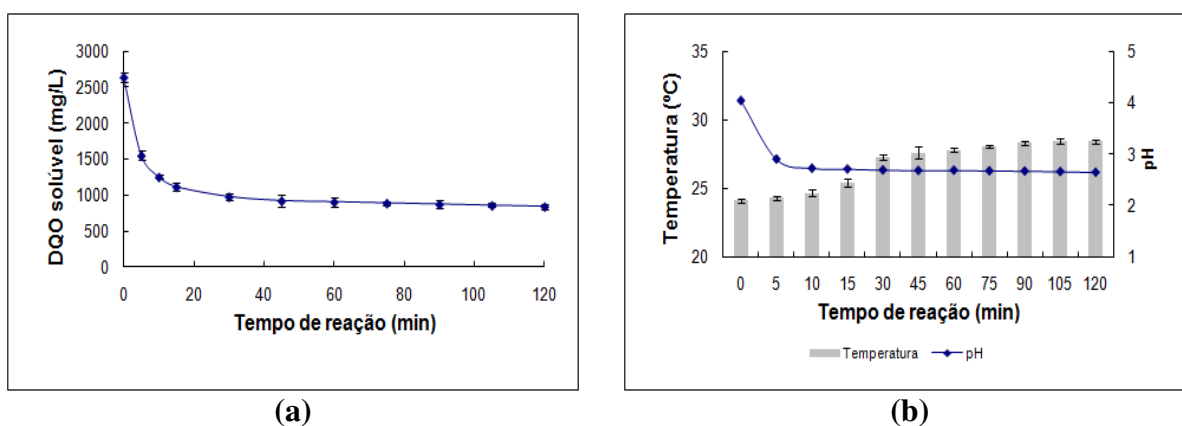 3000
2500
2000
1500
1000
500
0
DQO solúvel (mg/L)
0 20 40 60 80 100 120
Tempo de reação (min)
(a)
35
30
25
20
Temperatura (ºC)
5
4
3
2
1
pH
0 5 10 15 30 45 60 75 90 105 120
Tempo de reação (min)
Temperatura pH
(b)